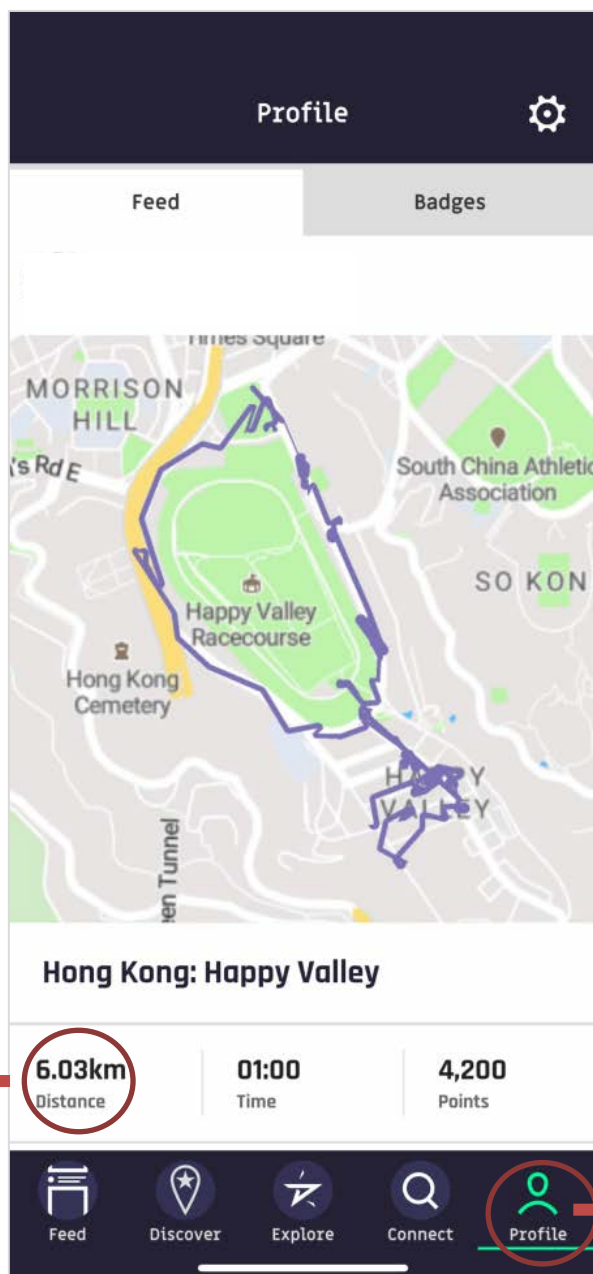 Profile
Feed Badges
Times Square
MORRISON
HILL
's Rd E
South China Athletic
Association
SO KON
Happy Valley
Racecourse
Hong Kong
Cemetery
HAPPY
VALLEY
een Tunnel
Hong Kong: Happy Valley
6.03km 01:00 4,200
Distance Time Points
Feed Discover Explore Connect Profile